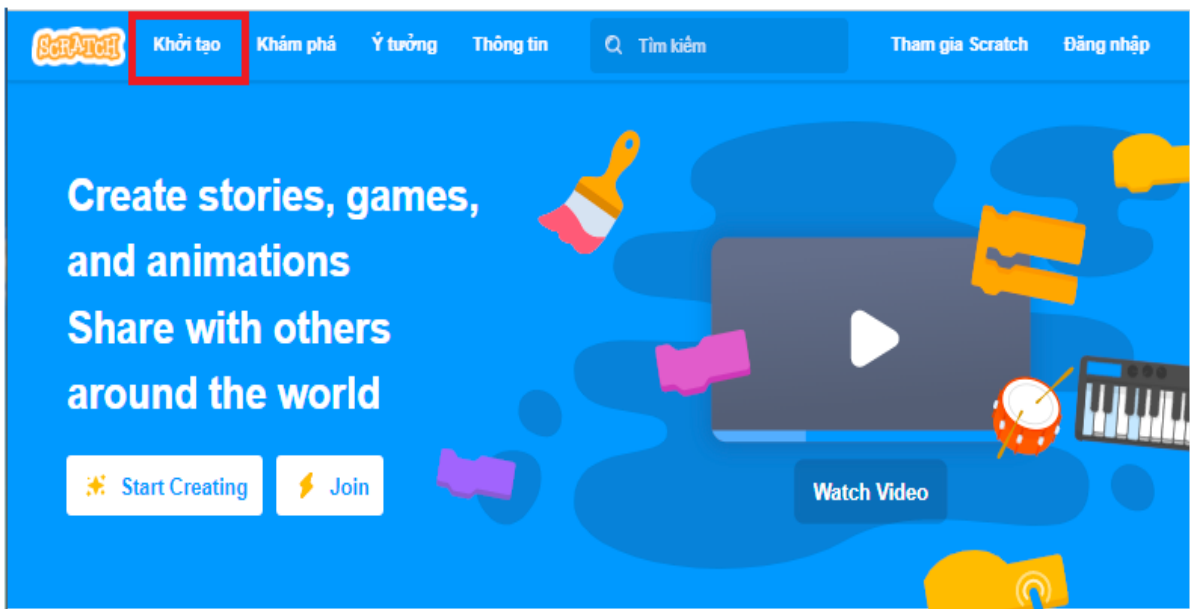 SCRATCH Khởi tạo Khám phá Ý tưởng Thông tin Tìm kiếm Tham gia Scratch Đăng nhập
Create stories, games,
and animations
Share with others
around the world
Start Creating Join
Watch Video